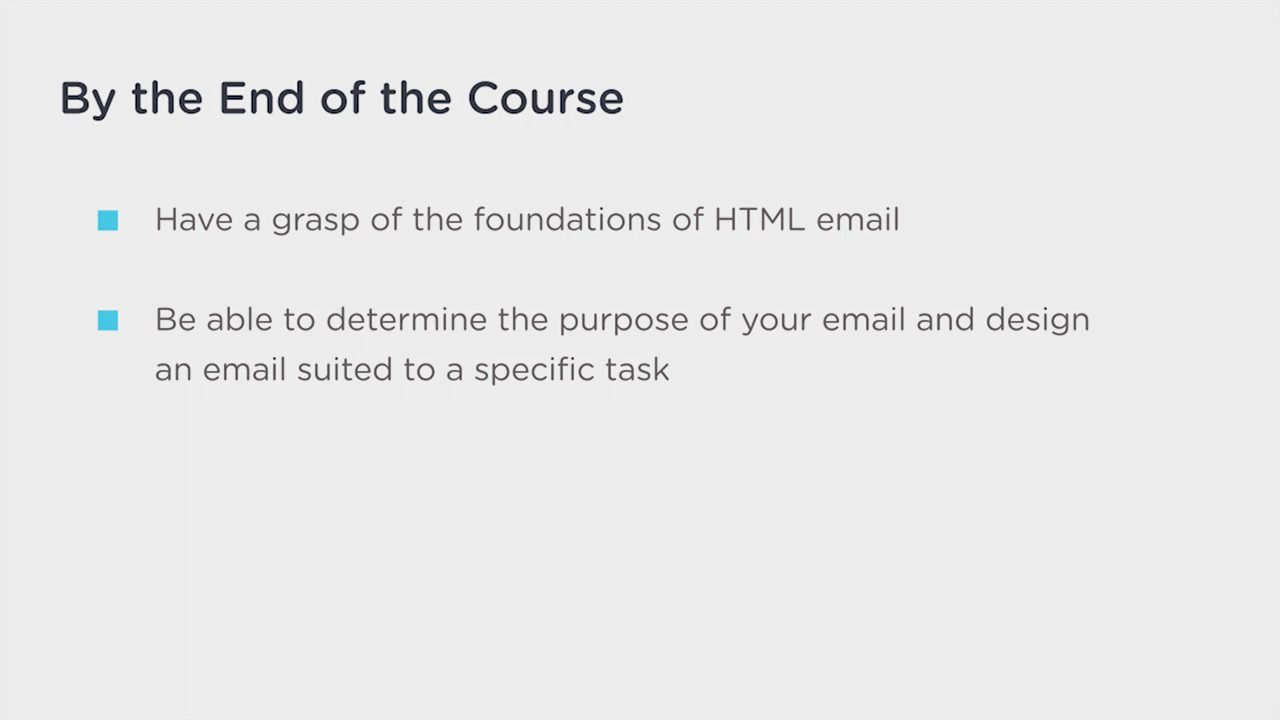 By the End of the Course
Have a grasp of the foundations of HTML email
Be able to determine the purpose of your email and design
an email suited to a specific task